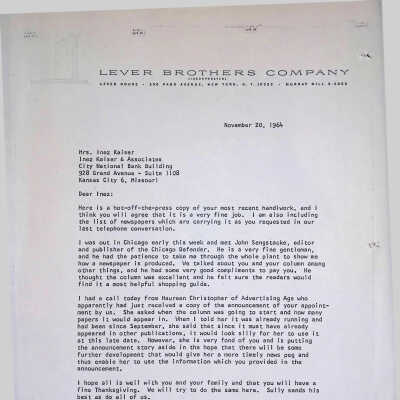 LEVER BROTHERS COMPANY
(INCORPORATED)
LEVER HOUSE · 390 PARK AVENUE, NEW YORK, N. Y. 10022 · MURRAY HILL 8-6000
November 20, 1964
Mrs. Inez Kaiser
Inez Kaiser & Associates
City National Bank Building
928 Grand Avenue - Suite 1108
Kansas City 6, Missouri
Dear Inez:
Here is a hot-off-the-press copy of your most recent handiwork, and I
think you will agree that it is a very fine job. I am also including
the list of newspapers which are carrying it as you requested in our
last telephone conversation.
I was out in Chicago early this week and met John Sengstacke, editor
and publisher of the Chicago Defender. He is a very fine gentleman,
and he had the patience to take me through the whole plant to show me
how a newspaper is produced. We talked about you and your column among
other things, and he had some very good compliments to pay you. He
thought the column was excellent and he felt sure the readers would
find it a most helpful shopping guide.
I had a call today from Maureen Christopher of Advertising Age who
apparently had just received a copy of the announcement of your appoint-
ment by us. She asked when the column was going to start and how many
papers it would appear in. When I told her it was already running and
had been since September, she said that since it must have already
appeared in other publications, it would look silly for her to use it
at this late date. However, she is very fond of you and is putting
the announcement story aside in the hope that there will be some
further development that would give her a more timely news peg and
thus enable her to use the information which you provided in the
announcement.
I hope all is well with you and your family and that you will have a
fine Thanksgiving. We will try to do the same here. Sully sends his
best as do all of us.